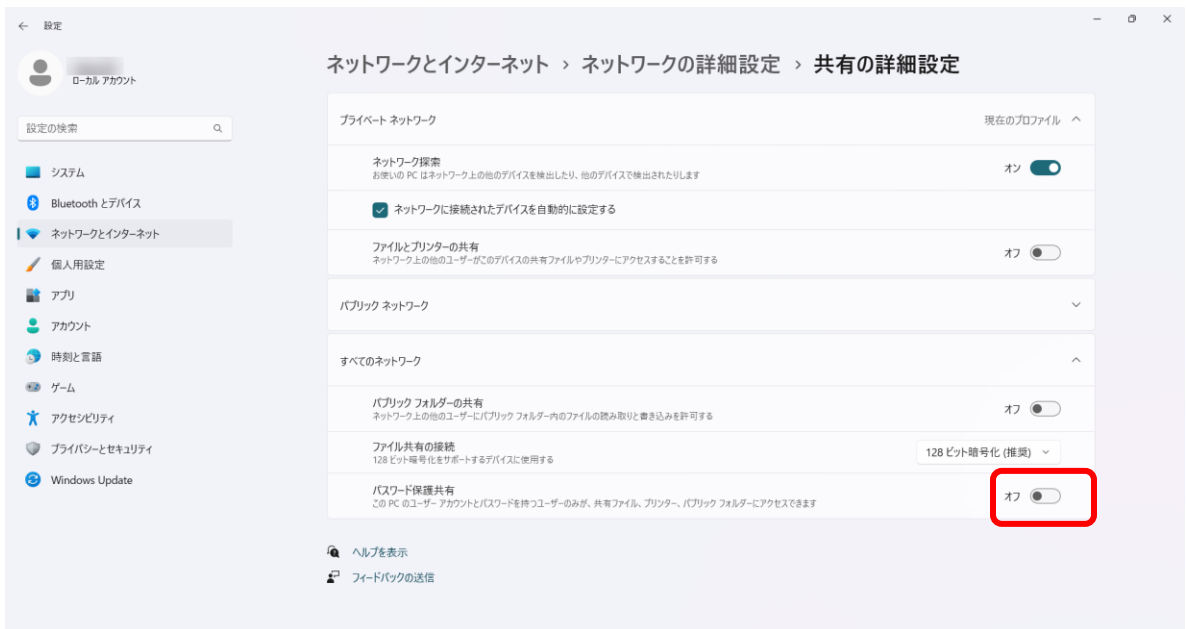 設定
ローカル アカウント
設定の検索
システム
Bluetooth とデバイス
ネットワークとインターネット
個人用設定
アプリ
アカウント
時刻と言語
ゲーム
アクセシビリティ
プライバシーとセキュリティ
Windows Update
ネットワークとインターネット › ネットワークの詳細設定 › 共有の詳細設定
プライベート ネットワーク 現在のプロファイル
ネットワーク探索
お使いの PC はネットワーク上の他のデバイスを検出したり、他のデバイスで検出されたりします
オン
ネットワークに接続されたデバイスを自動的に設定する
ファイルとプリンターの共有
ネットワーク上の他のユーザーがこのデバイスの共有ファイルやプリンターにアクセスすることを許可する
オフ
パブリック ネットワーク
すべてのネットワーク
パブリック フォルダーの共有
ネットワーク上の他のユーザーにパブリック フォルダー内のファイルの読み取りと書き込みを許可する
オフ
ファイル共有の接続
128 ビット暗号化をサポートするデバイスに使用する
128 ビット暗号化 (推奨)
パスワード保護共有
この PC のユーザー アカウントとパスワードを持つユーザーのみが、共有ファイル、プリンター、パブリック フォルダーにアクセスできます
オフ
ヘルプを表示
フィードバックの送信